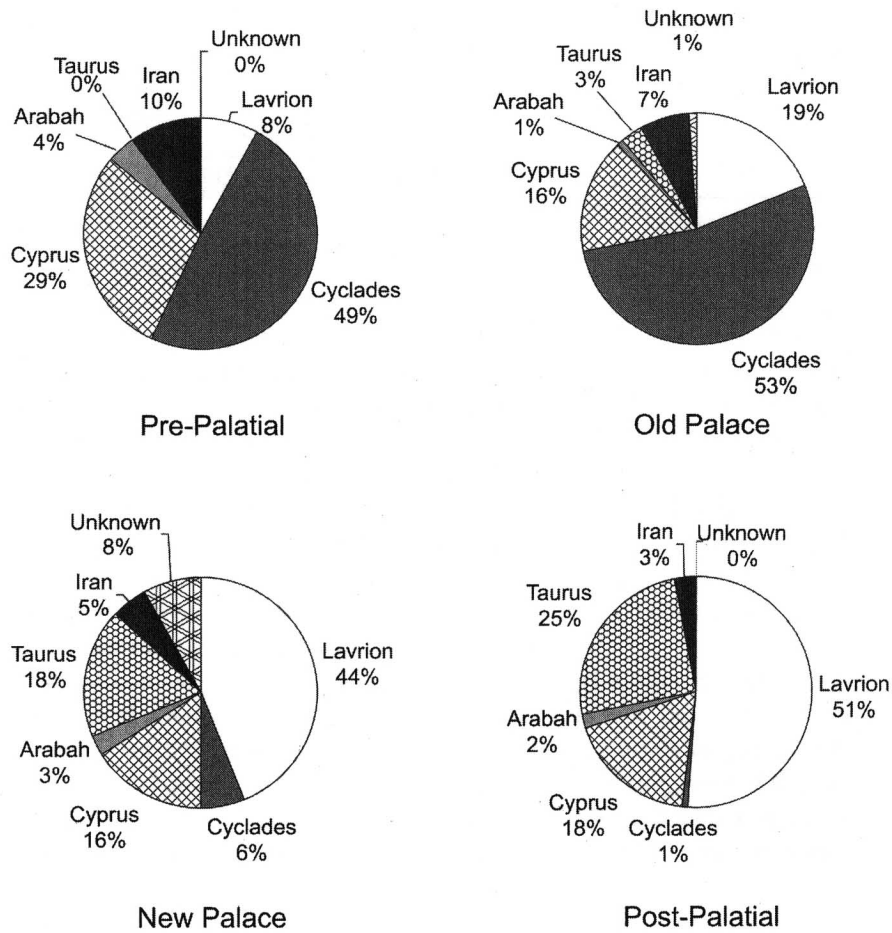 Unknown
0%
Taurus
0%
Iran
10%
Lavrion
8%
Arabah
4%
Cyprus
29%
Cyclades
49%
Pre-Palatial
Unknown
1%
Taurus
3%
Iran
7%
Lavrion
19%
Arabah
1%
Cyprus
16%
Cyclades
53%
Old Palace
Unknown
8%
Iran
5%
Lavrion
44%
Taurus
18%
Arabah
3%
Cyprus
16%
Cyclades
6%
New Palace
Iran
3%
Unknown
0%
Taurus
25%
Lavrion
51%
Arabah
2%
Cyprus
18%
Cyclades
1%
Post-Palatial